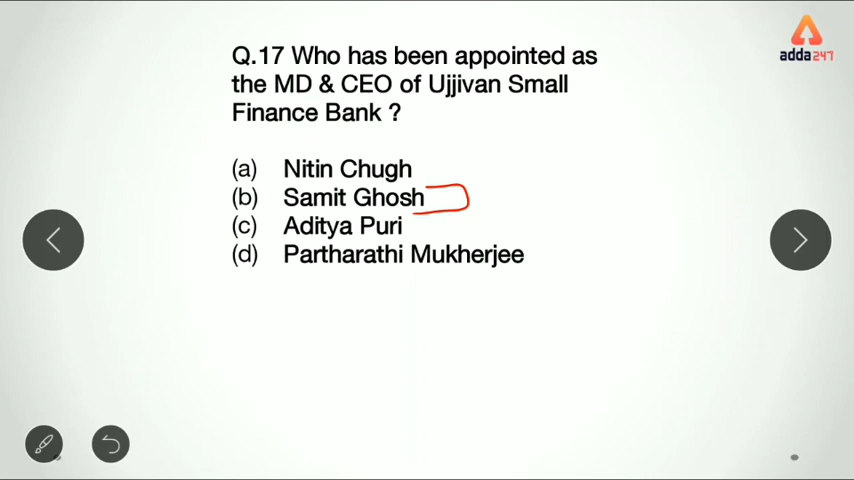 adda247
Q.17 Who has been appointed as
the MD & CEO of Ujjivan Small
Finance Bank ?
(a) Nitin Chugh
(b) Samit Ghosh
(c) Aditya Puri
(d) Partharathi Mukherjee